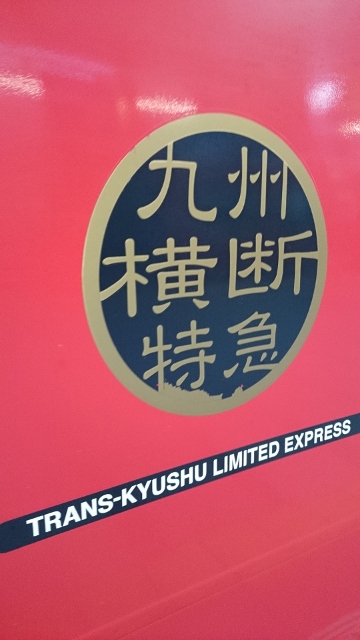 九州
横断
特急
TRANS-KYUSHU LIMITED EXPRESS